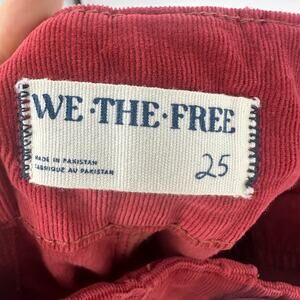 WE·THE·FREE
MADE IN PAKISTAN
FABRIQUE AU PAKISTAN
25